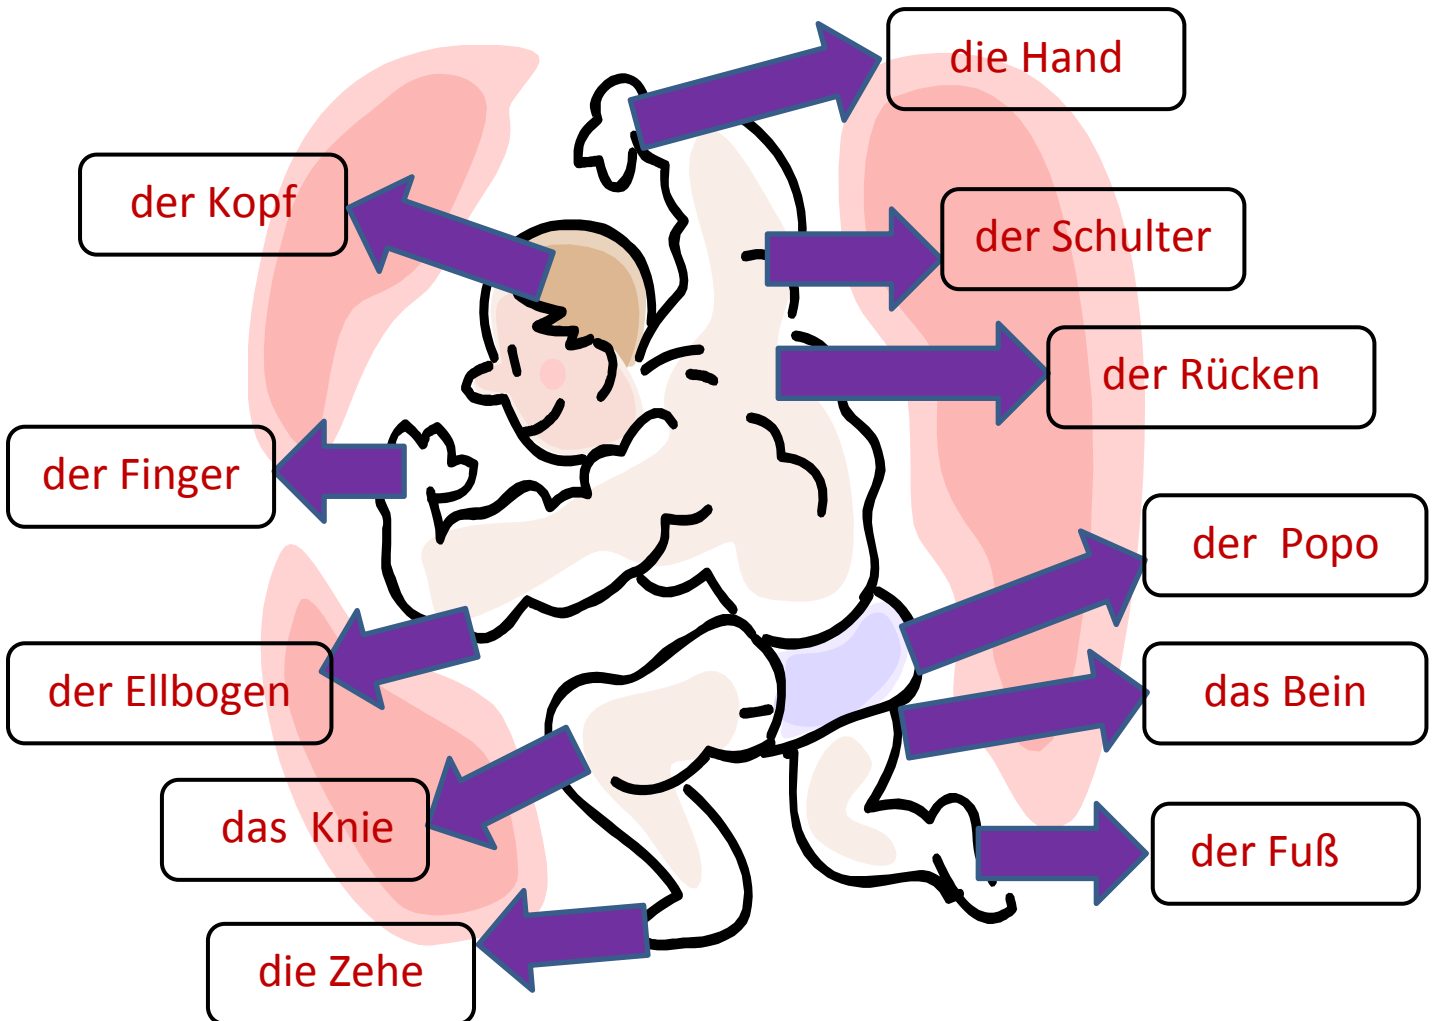 die Hand
der Kopf
der Schulter
der Rücken
der Finger
der Popo
der Ellbogen
das Bein
das Knie
der Fuß
die Zehe